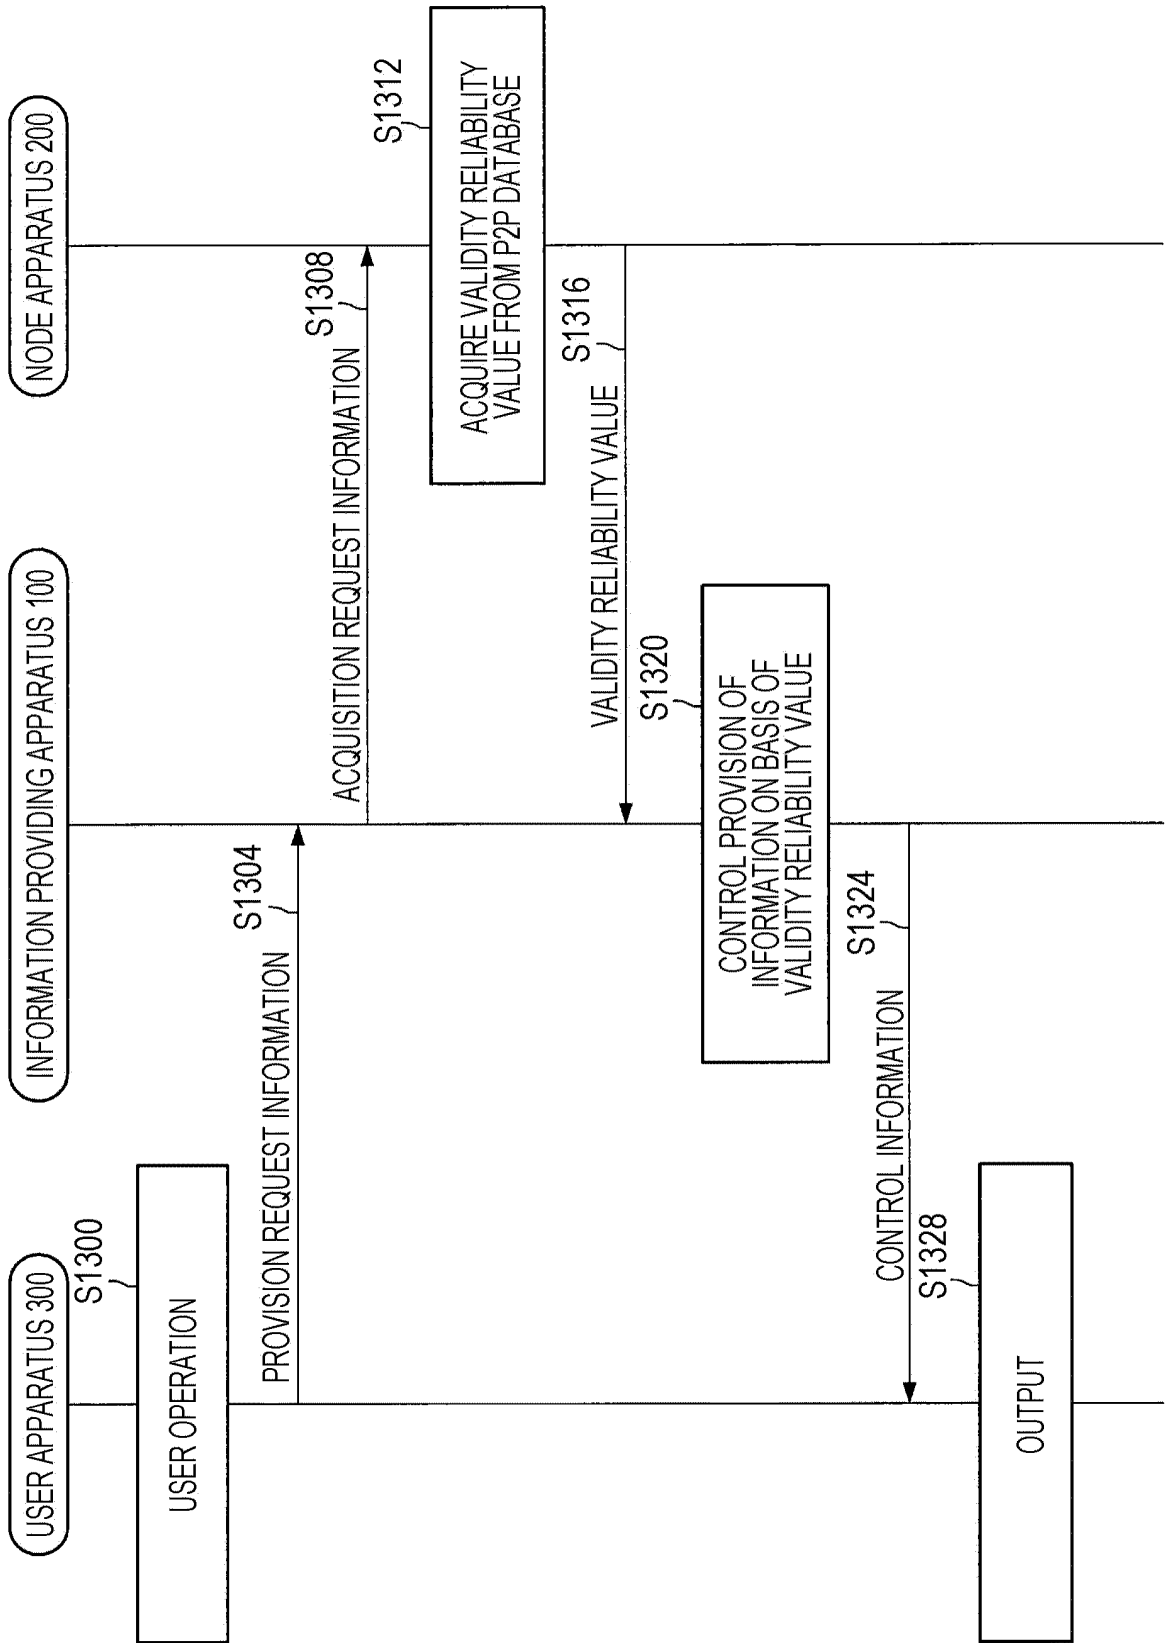 USER APPARATUS 300
INFORMATION PROVIDING APPARATUS 100
NODE APPARATUS 200
S1300
USER OPERATION
S1304
PROVISION REQUEST INFORMATION
S1308
ACQUISITION REQUEST INFORMATION
S1312
ACQUIRE VALIDITY RELIABILITY
VALUE FROM P2P DATABASE
S1316
VALIDITY RELIABILITY VALUE
S1320
CONTROL PROVISION OF
INFORMATION ON BASIS OF
VALIDITY RELIABILITY VALUE
S1324
CONTROL INFORMATION
S1328
OUTPUT